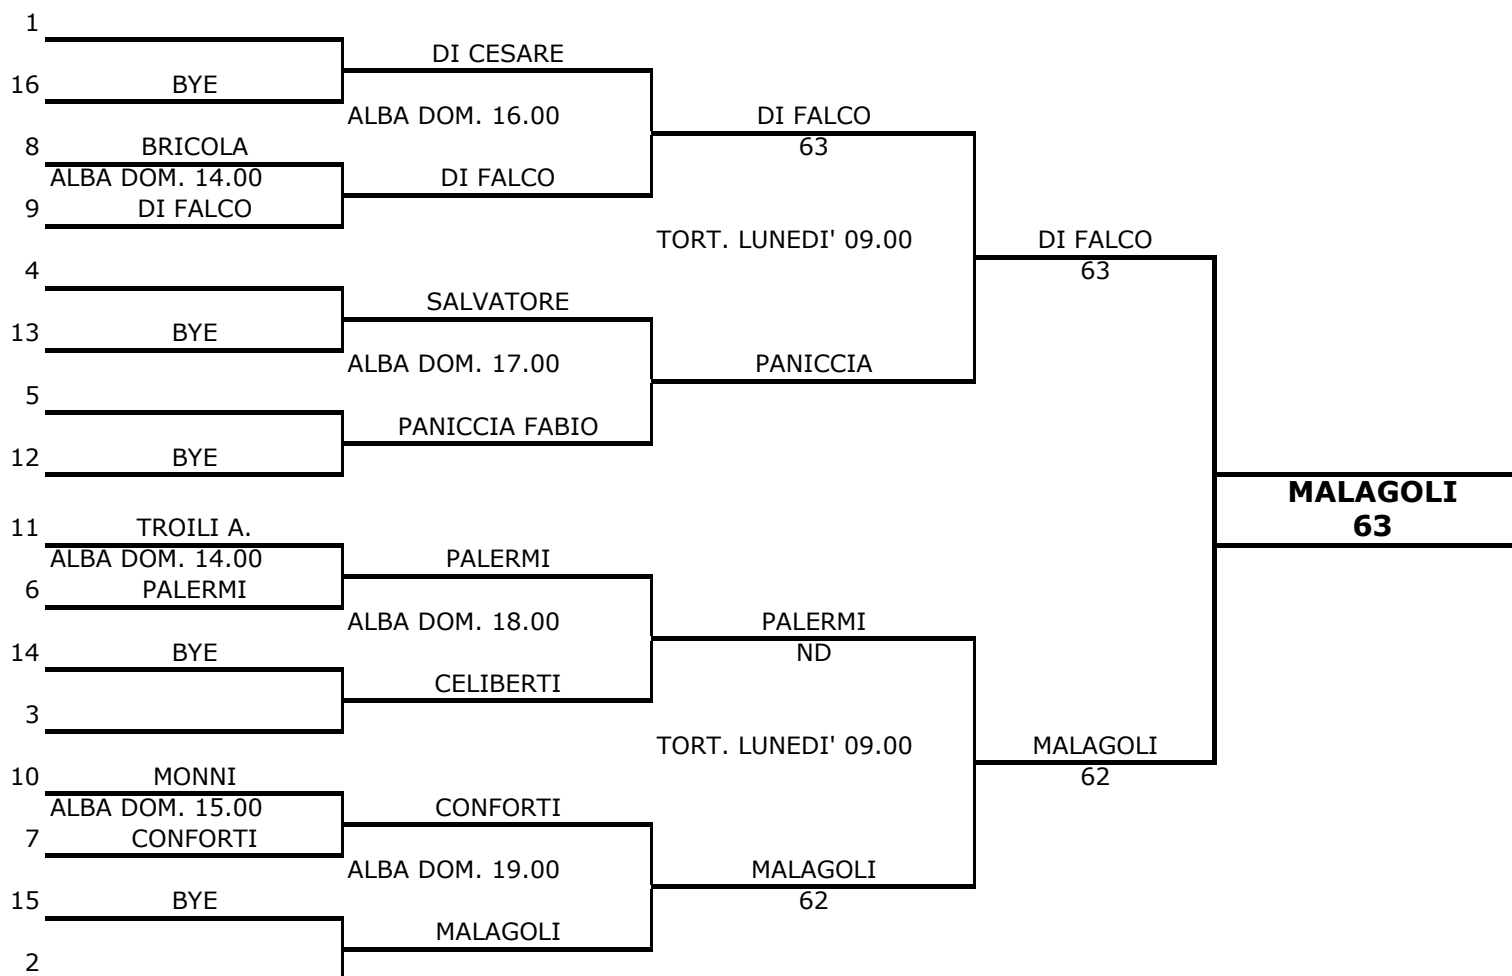 1
DI CESARE
16 BYE
ALBA DOM. 16.00 DI FALCO
8 BRICOLA 63
ALBA DOM. 14.00 DI FALCO
9 DI FALCO
TORT. LUNEDI' 09.00 DI FALCO
4 63
SALVATORE
13 BYE
ALBA DOM. 17.00 PANICCIA
5
PANICCIA FABIO
12 BYE
MALAGOLI
11 TROILI A. 63
ALBA DOM. 14.00 PALERMI
6 PALERMI
ALBA DOM. 18.00 PALERMI
14 BYE ND
CELIBERTI
3
TORT. LUNEDI' 09.00 MALAGOLI
10 MONNI 62
ALBA DOM. 15.00 CONFORTI
7 CONFORTI
ALBA DOM. 19.00 MALAGOLI
15 BYE 62
MALAGOLI
2